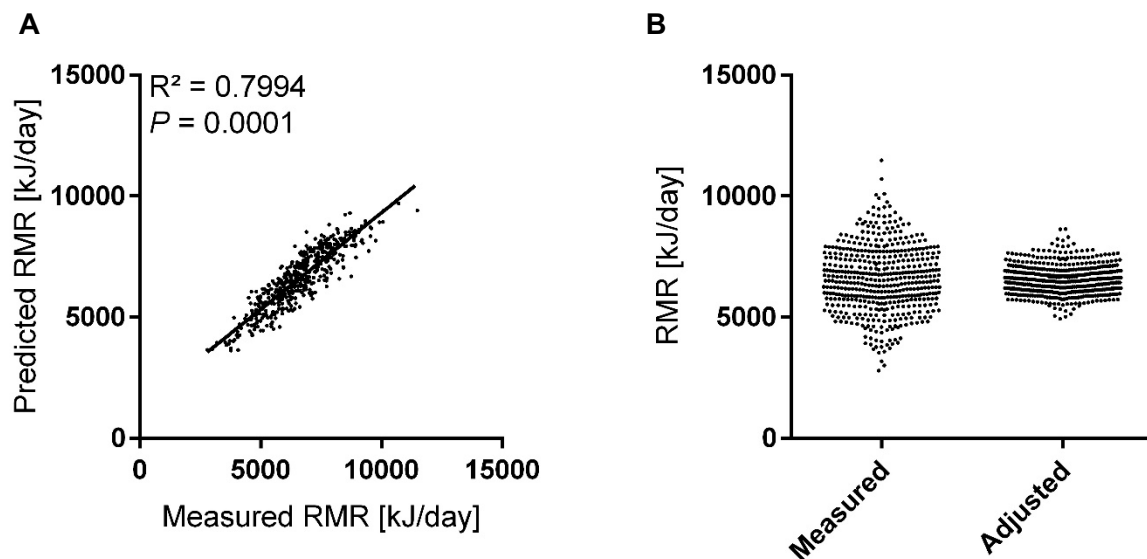 A
15000
R² = 0.7994
P = 0.0001
10000
5000
0
Predicted RMR [kJ/day]
0 5000 10000 15000
Measured RMR [kJ/day]
B
15000
10000
5000
0
RMR [kJ/day]
Measured
Adjusted